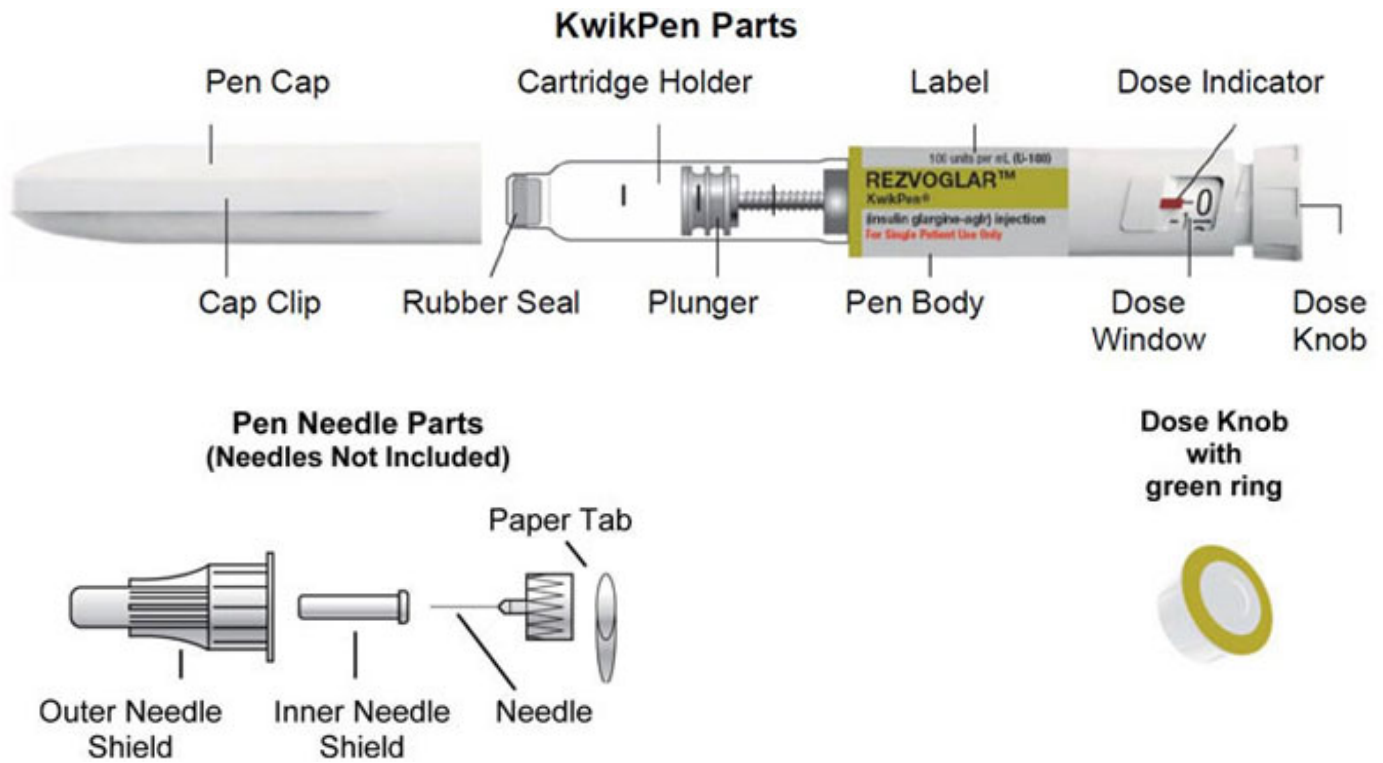 KwikPen Parts
Pen Cap
Cartridge Holder
Label
Dose Indicator
100 units per mL (U-100)
REZVOGLAR™
KwikPen®
(insulin glargine-aglr) injection
For Single Patient Use Only
-0
-1
Cap Clip
Rubber Seal
Plunger
Pen Body
Dose
Window
Dose
Knob
Pen Needle Parts
(Needles Not Included)
Dose Knob
with
green ring
Paper Tab
Outer Needle
Shield
Inner Needle
Shield
Needle